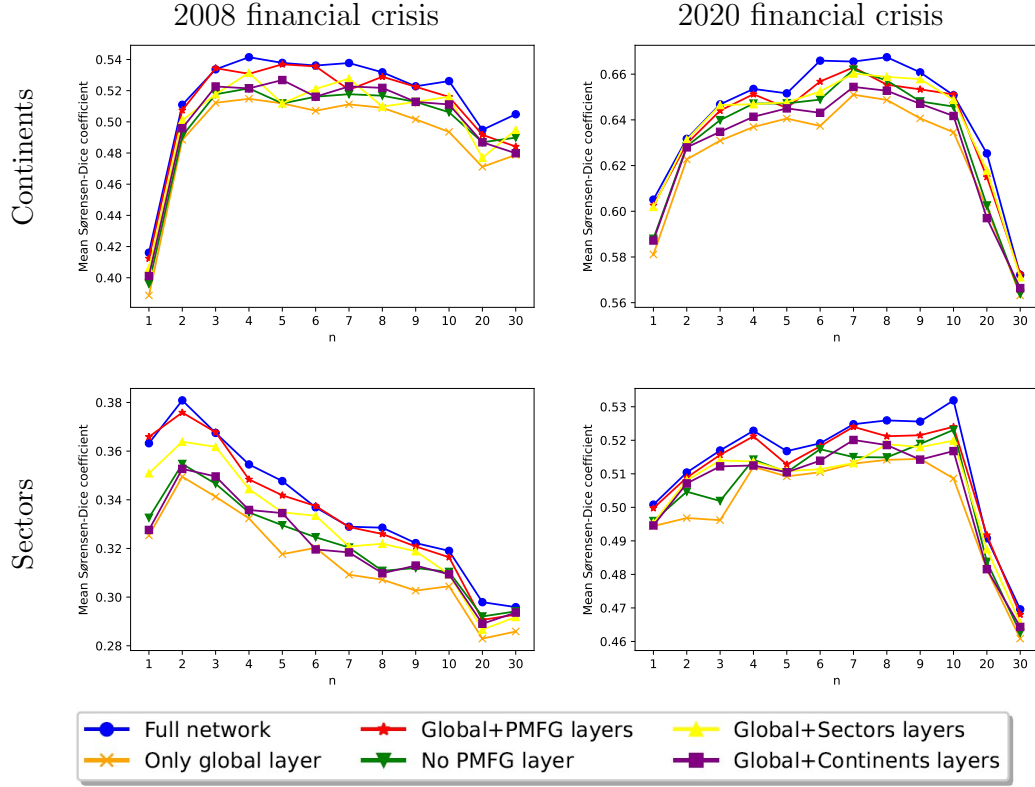 2008 financial crisis
2020 financial crisis
Continents
Mean Sørensen-Dice coefficient
0.54
0.52
0.50
0.48
0.46
0.44
0.42
0.40
1 2 3 4 5 6 7 8 9 10 20 30
n
Mean Sørensen-Dice coefficient
0.66
0.64
0.62
0.60
0.58
0.56
1 2 3 4 5 6 7 8 9 10 20 30
n
Sectors
Mean Sørensen-Dice coefficient
0.38
0.36
0.34
0.32
0.30
0.28
1 2 3 4 5 6 7 8 9 10 20 30
n
Mean Sørensen-Dice coefficient
0.53
0.52
0.51
0.50
0.49
0.48
0.47
0.46
1 2 3 4 5 6 7 8 9 10 20 30
n
Full network
Global+PMFG layers
Global+Sectors layers
Only global layer
No PMFG layer
Global+Continents layers